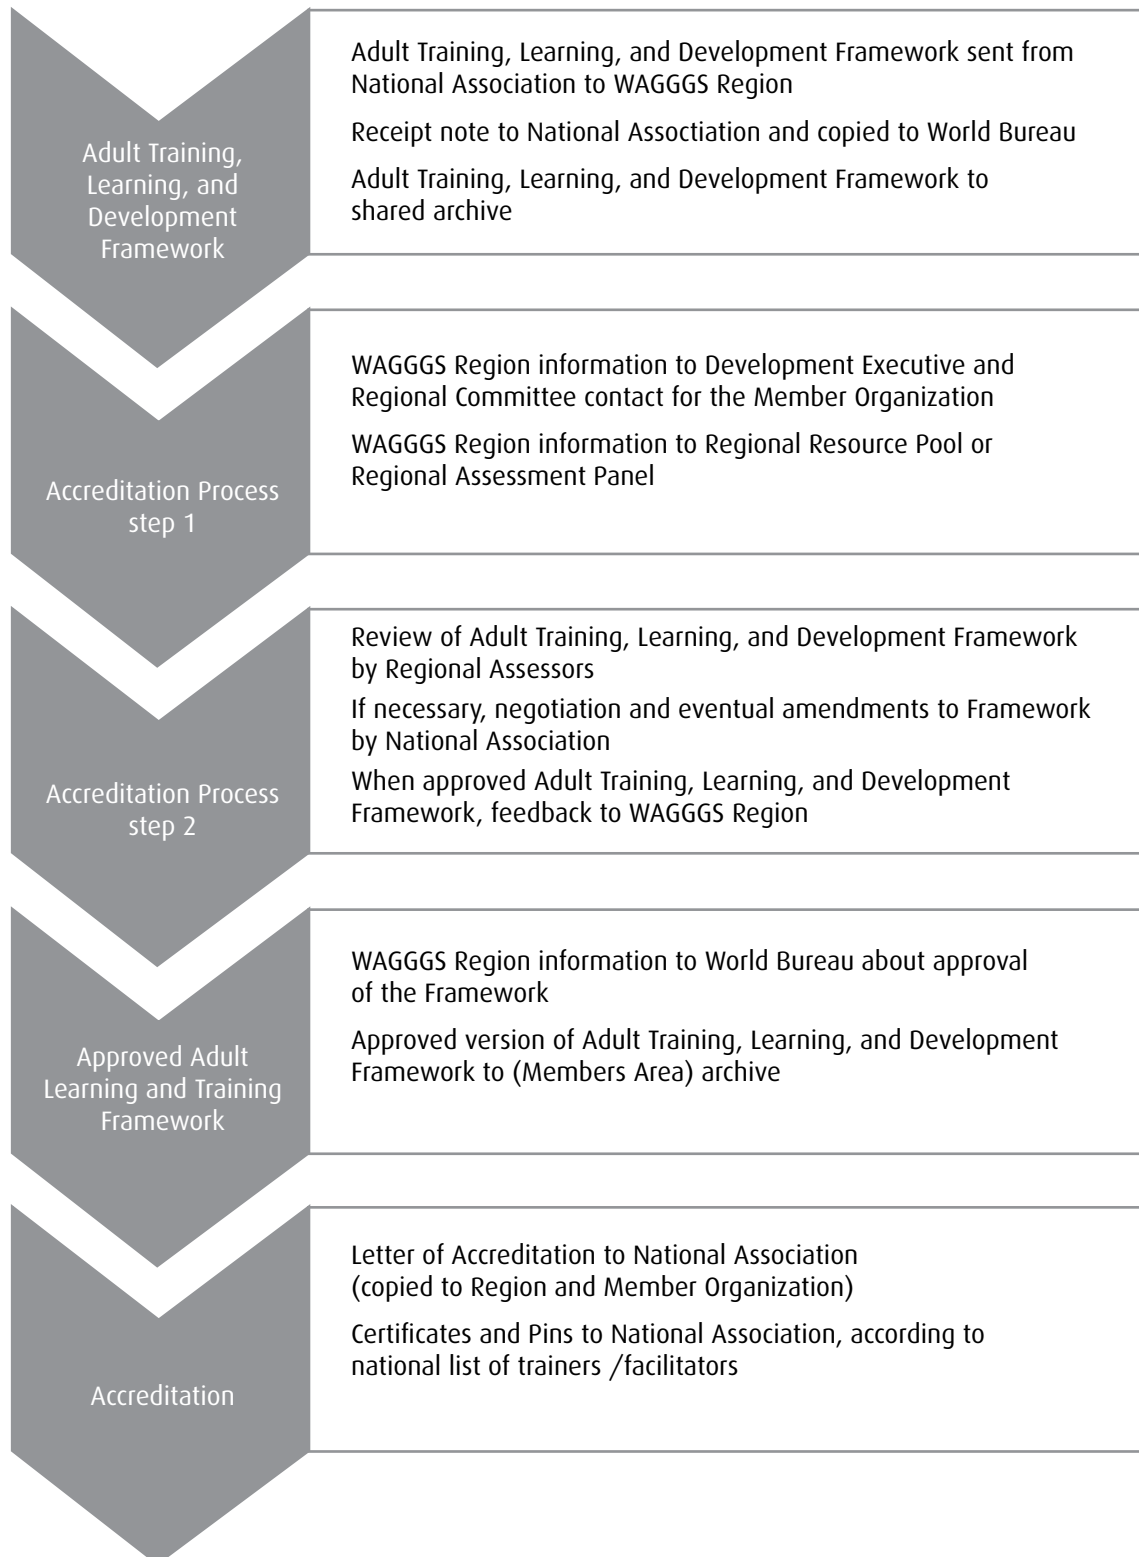 Adult Training,
Learning, and
Development
Framework
Adult Training, Learning, and Development Framework sent from
National Association to WAGGGS Region
Receipt note to National Assoctiation and copied to World Bureau
Adult Training, Learning, and Development Framework to
shared archive
Accreditation Process
step 1
WAGGGS Region information to Development Executive and
Regional Committee contact for the Member Organization
WAGGGS Region information to Regional Resource Pool or
Regional Assessment Panel
Accreditation Process
step 2
Review of Adult Training, Learning, and Development Framework
by Regional Assessors
If necessary, negotiation and eventual amendments to Framework
by National Association
When approved Adult Training, Learning, and Development
Framework, feedback to WAGGGS Region
Approved Adult
Learning and Training
Framework
WAGGGS Region information to World Bureau about approval
of the Framework
Approved version of Adult Training, Learning, and Development
Framework to (Members Area) archive
Accreditation
Letter of Accreditation to National Association
(copied to Region and Member Organization)
Certificates and Pins to National Association, according to
national list of trainers /facilitators